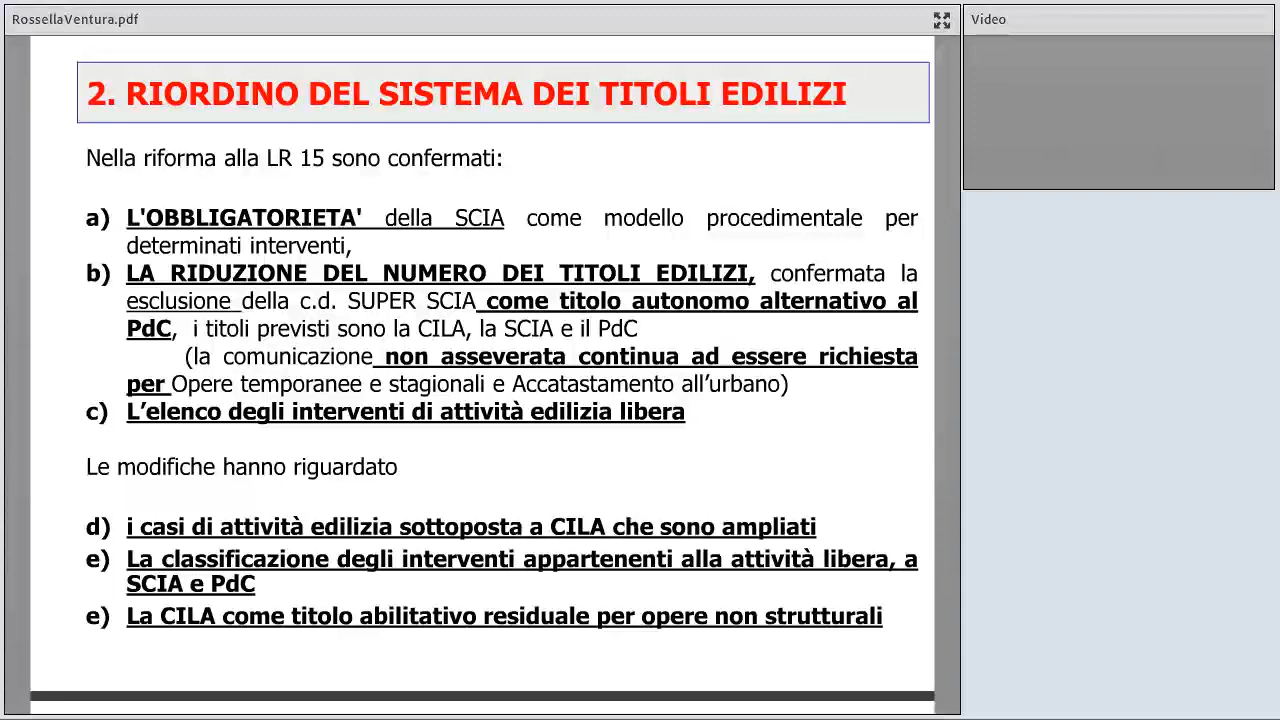 RossellaVentura.pdf
Video
2. RIORDINO DEL SISTEMA DEI TITOLI EDILIZI
Nella riforma alla LR 15 sono confermati:
a) L'OBBLIGATORIETA' della SCIA come modello procedimentale per
determinati interventi,
b) LA RIDUZIONE DEL NUMERO DEI TITOLI EDILIZI, confermata la
esclusione della c.d. SUPER SCIA come titolo autonomo alternativo al
PdC, i titoli previsti sono la CILA, la SCIA e il PdC
(la comunicazione non asseverata continua ad essere richiesta
per Opere temporanee e stagionali e Accatastamento all’urbano)
c) L’elenco degli interventi di attività edilizia libera
Le modifiche hanno riguardato
d) i casi di attività edilizia sottoposta a CILA che sono ampliati
e) La classificazione degli interventi appartenenti alla attività libera, a
SCIA e PdC
e) La CILA come titolo abilitativo residuale per opere non strutturali